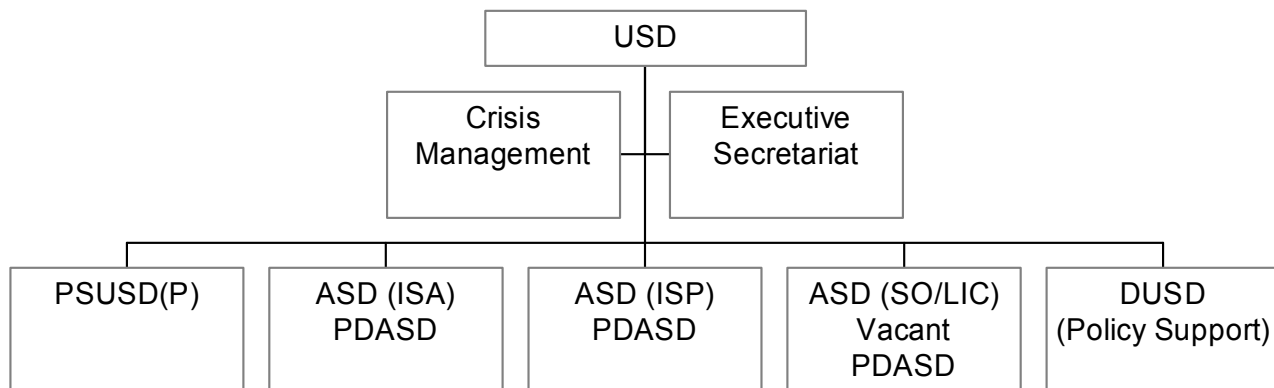 USD
Crisis
Management
Executive
Secretariat
PSUSD(P)
ASD (ISA)
PDASD
ASD (ISP)
PDASD
ASD (SO/LIC)
Vacant
PDASD
DUSD
(Policy Support)